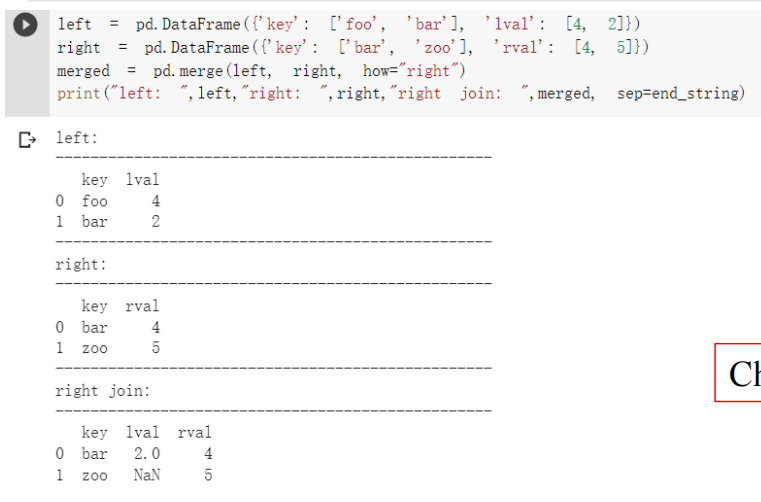 left = pd.DataFrame({'key': ['foo', 'bar'], 'lval': [4, 2]})
right = pd.DataFrame({'key': ['bar', 'zoo'], 'rval': [4, 5]})
merged = pd.merge(left, right, how="right")
print("left: ",left,"right: ",right,"right join: ",merged, sep=end_string)
left:
--------------------------------------------------
key lval
0 foo 4
1 bar 2
--------------------------------------------------
right:
--------------------------------------------------
key rval
0 bar 4
1 zoo 5
--------------------------------------------------
right join:
--------------------------------------------------
key lval rval
0 bar 2.0 4
1 zoo NaN 5